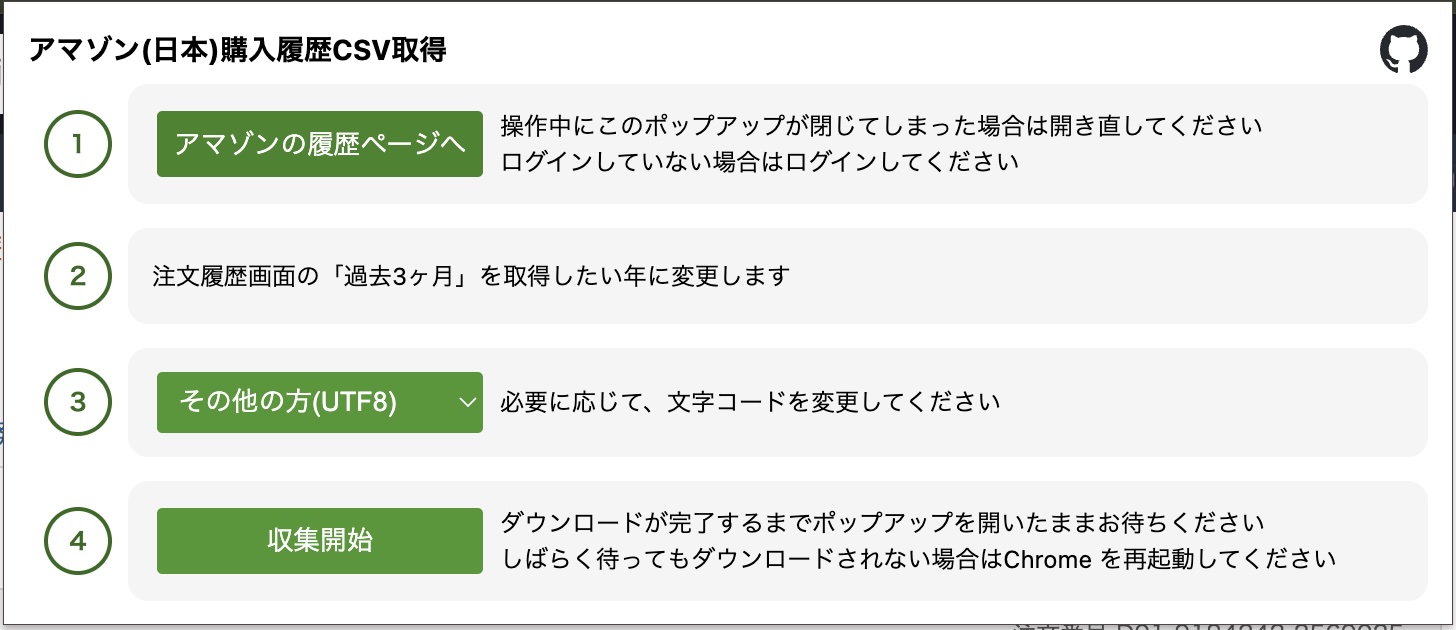 アマゾン(日本)購入履歴CSV取得
1
アマゾンの履歴ページへ
操作中にこのポップアップが閉じてしまった場合は開き直してください
ログインしていない場合はログインしてください
2
注文履歴画面の「過去3ヶ月」を取得したい年に変更します
3
その他の方(UTF8)
必要に応じて、文字コードを変更してください
4
収集開始
ダウンロードが完了するまでポップアップを開いたままお待ちください
しばらく待ってもダウンロードされない場合はChrome を再起動してください